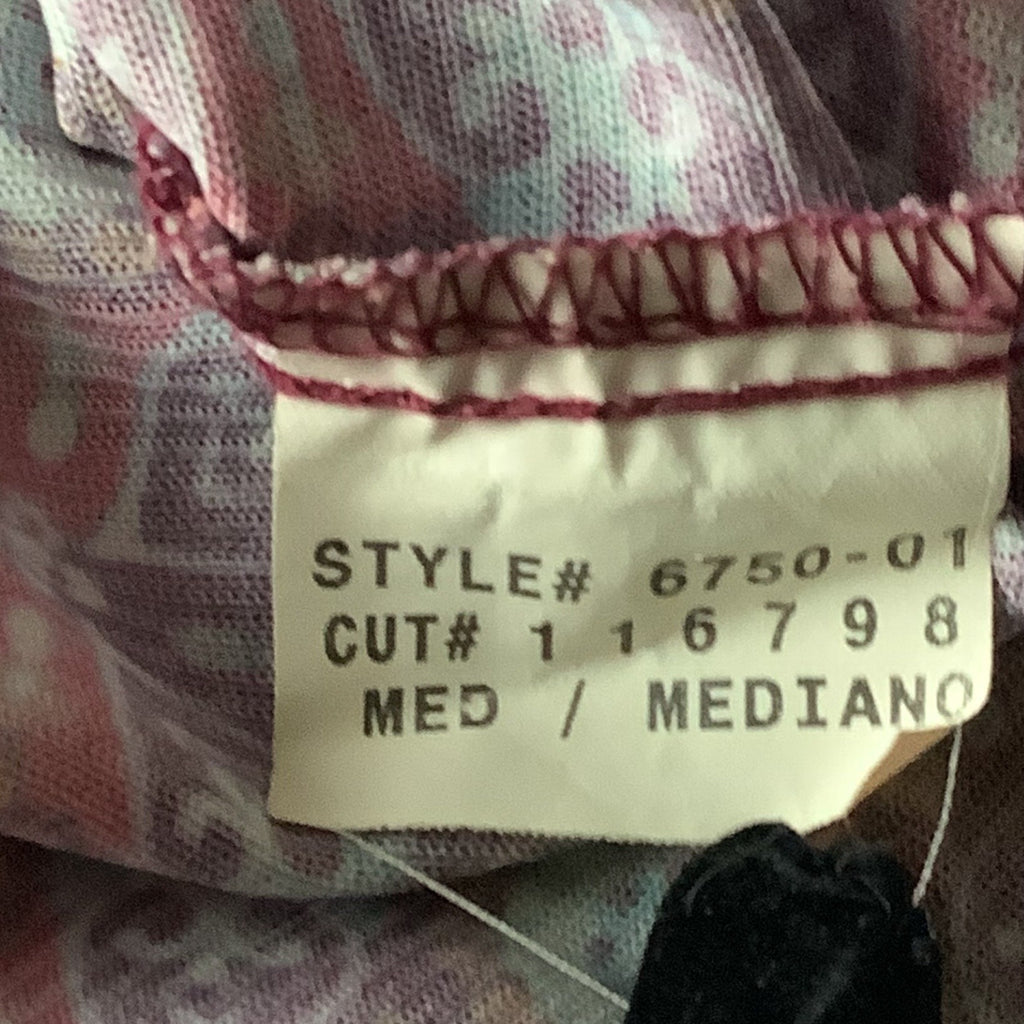 STYLE# 6750-01
CUT# 116798
MED / MEDIANO